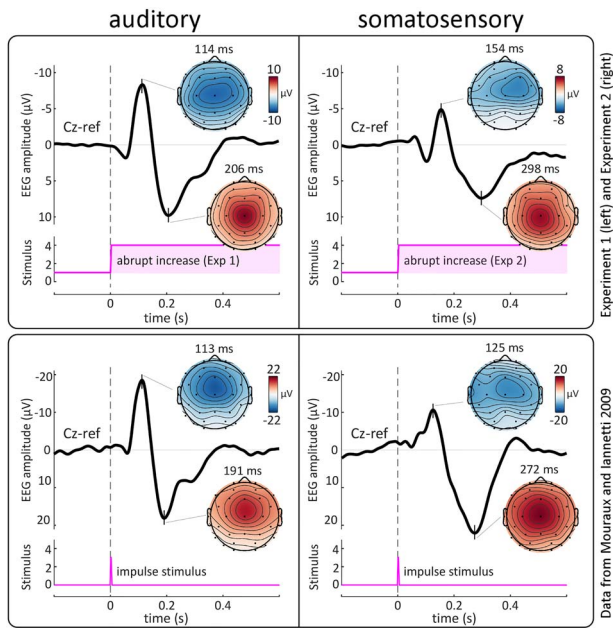 auditory
somatosensory
114 ms
10
μV
-10
-10
-5
0
5
10
EEG amplitude (μV)
Cz-ref
206 ms
Stimulus
4
2
0
abrupt increase (Exp 1)
0
0.2
0.4
time (s)
154 ms
8
μV
-8
-10
-5
0
5
10
EEG amplitude (μV)
Cz-ref
298 ms
Stimulus
4
2
0
abrupt increase (Exp 2)
0
0.2
0.4
time (s)
Experiment 1 (left) and Experiment 2 (right)
113 ms
22
μV
-22
-20
-10
0
10
20
EEG amplitude (μV)
Cz-ref
191 ms
Stimulus
4
2
0
impulse stimulus
0
0.2
0.4
time (s)
125 ms
20
μV
-20
-20
-10
0
10
20
EEG amplitude (μV)
Cz-ref
272 ms
Stimulus
4
2
0
impulse stimulus
0
0.2
0.4
time (s)
Data from Mouraux and Iannetti 2009